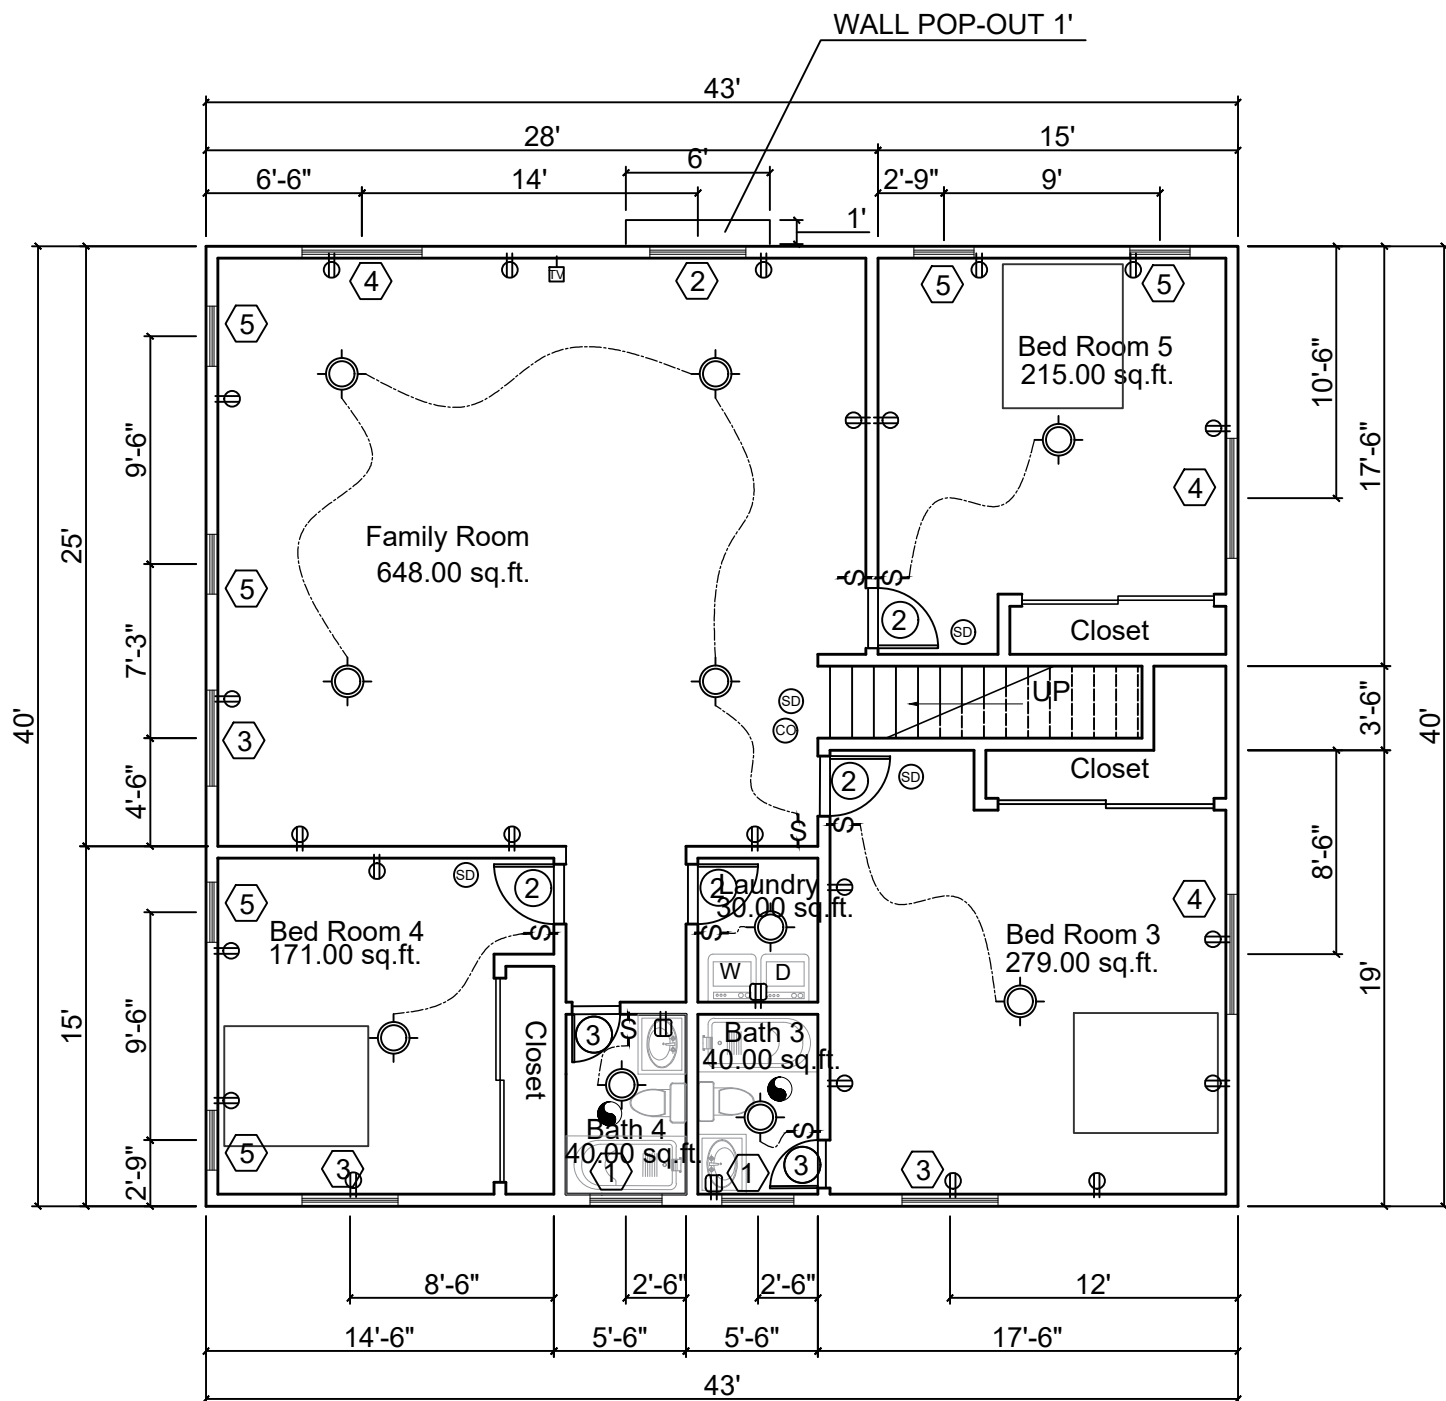 WALL POP-OUT 1'
43'
28'
15'
6'
6'-6"
14'
2'-9"
9'
1'
4
TV
2
5
5
5
Bed Room 5
215.00 sq.ft.
10'-6"
9'-6"
17'-6"
4
25'
Family Room
648.00 sq.ft.
S
S
5
2
SD
Closet
7'-3"
UP
SD
40'
3
CO
3'-6"
40'
Closet
2
SD
4'-6"
S
S
8'-6"
SD
2
2
Laundry
30.00 sq.ft.
5
4
Bed Room 4
171.00 sq.ft.
S
S
Bed Room 3
279.00 sq.ft.
W
D
19'
9'-6"
15'
Closet
3
S
Bath 3
40.00 sq.ft.
Bath 4
40.00 sq.ft.
S
5
3
1
1
3
3
2'-9"
8'-6"
2'-6"
2'-6"
12'
14'-6"
5'-6"
5'-6"
17'-6"
43'